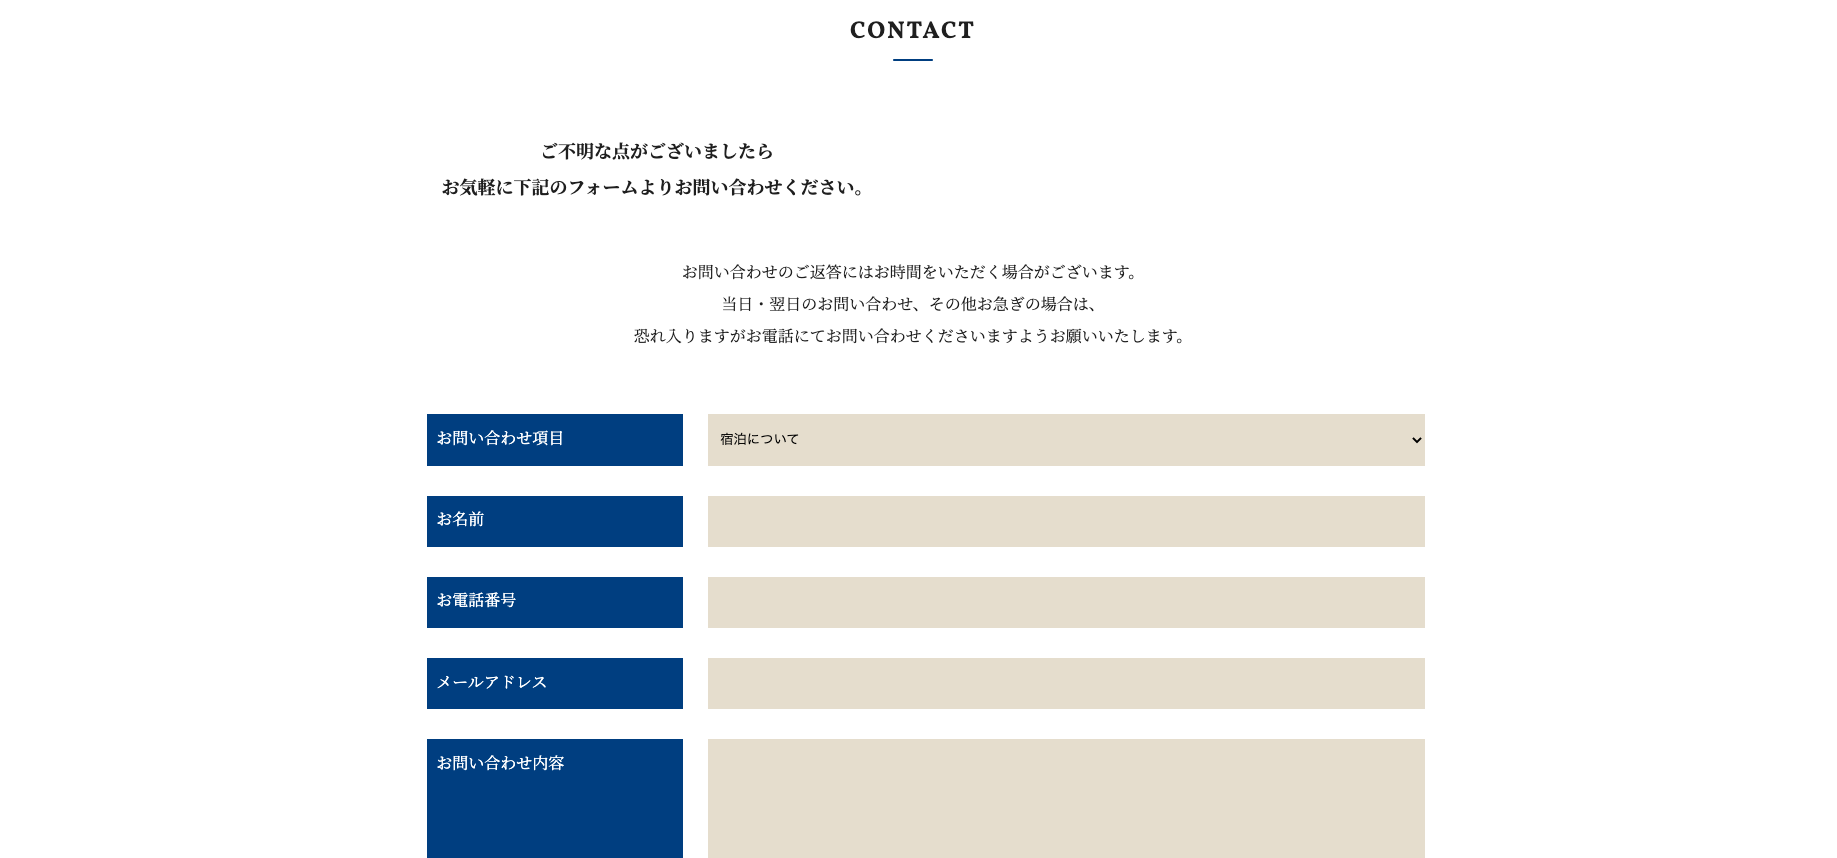 CONTACT
ご不明な点がございましたら
お気軽に下記のフォームよりお問い合わせください。
お問い合わせのご返答にはお時間をいただく場合がございます。
当日・翌日のお問い合わせ、その他お急ぎの場合は、
恐れ入りますがお電話にてお問い合わせくださいますようお願いいたします。
お問い合わせ項目
宿泊について
お名前
お電話番号
メールアドレス
お問い合わせ内容